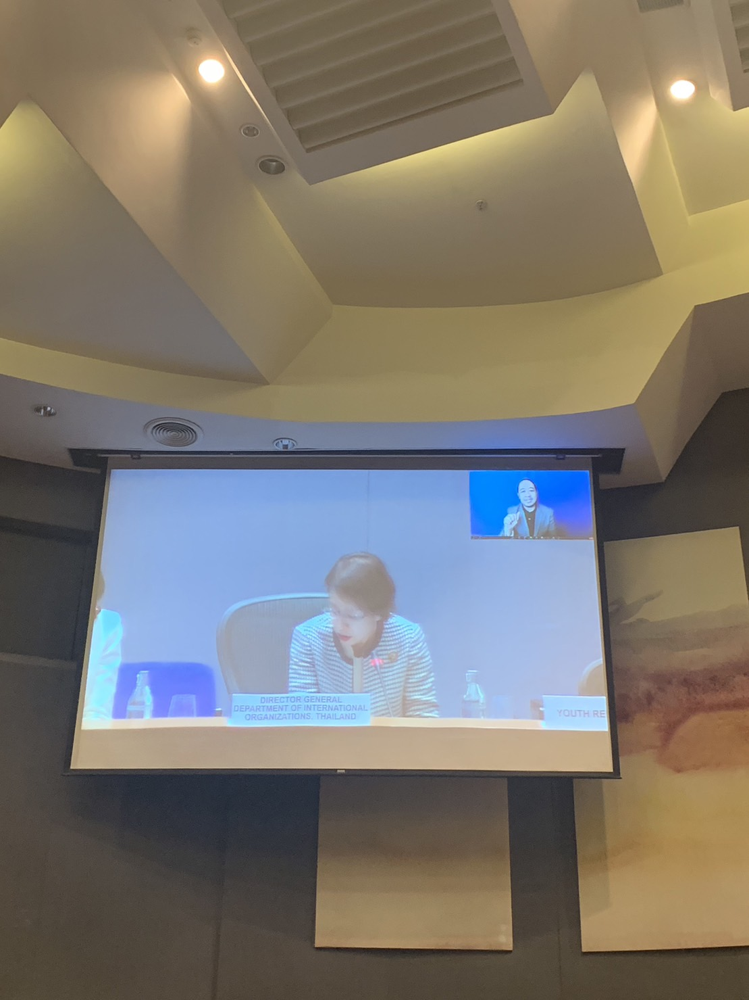 DIRECTOR GENERAL
DEPARTMENT OF INTERNATIONAL
ORGANIZATIONS, THAILAND
YOUTH RE